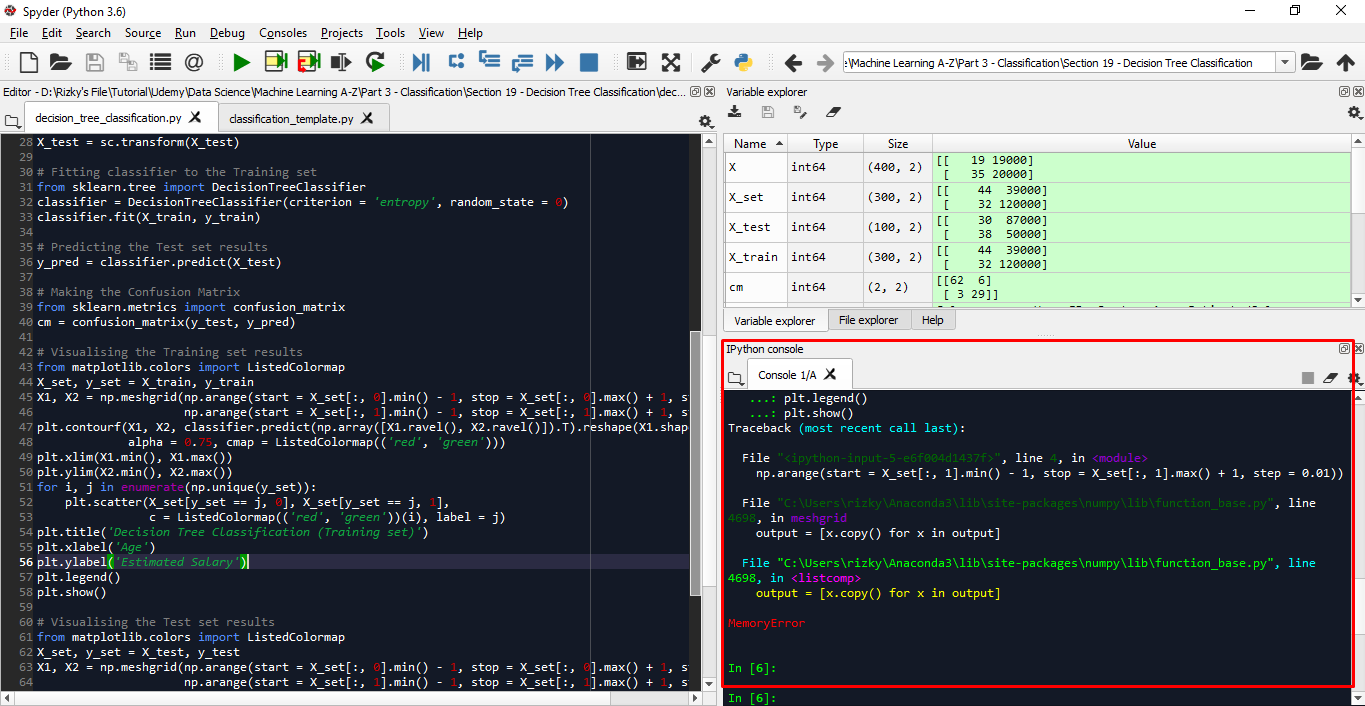 Spyder (Python 3.6)
File Edit Search Source Run Debug Consoles Projects Tools View Help
:\Machine Learning A-Z\Part 3 - Classification\Section 19 - Decision Tree Classification
Editor - D:\Rizky's File\Tutorial\Udemy\Data Science\Machine Learning A-Z\Part 3 - Classification\Section 19 - Decision Tree Classification\dec...
decision_tree_classification.py classification_template.py
28 X_test = sc.transform(X_test)
29
30 # Fitting classifier to the Training set
31 from sklearn.tree import DecisionTreeClassifier
32 classifier = DecisionTreeClassifier(criterion = 'entropy', random_state = 0)
33 classifier.fit(X_train, y_train)
34
35 # Predicting the Test set results
36 y_pred = classifier.predict(X_test)
37
38 # Making the Confusion Matrix
39 from sklearn.metrics import confusion_matrix
40 cm = confusion_matrix(y_test, y_pred)
41
42 # Visualising the Training set results
43 from matplotlib.colors import ListedColormap
44 X_set, y_set = X_train, y_train
45 X1, X2 = np.meshgrid(np.arange(start = X_set[:, 0].min() - 1, stop = X_set[:, 0].max() + 1, s
46 np.arange(start = X_set[:, 1].min() - 1, stop = X_set[:, 1].max() + 1, s
47 plt.contourf(X1, X2, classifier.predict(np.array([X1.ravel(), X2.ravel()]).T).reshape(X1.shap
48 alpha = 0.75, cmap = ListedColormap(('red', 'green')))
49 plt.xlim(X1.min(), X1.max())
50 plt.ylim(X2.min(), X2.max())
51 for i, j in enumerate(np.unique(y_set)):
52 plt.scatter(X_set[y_set == j, 0], X_set[y_set == j, 1],
53 c = ListedColormap(('red', 'green'))(i), label = j)
54 plt.title('Decision Tree Classification (Training set)')
55 plt.xlabel('Age')
56 plt.ylabel('Estimated Salary')
57 plt.legend()
58 plt.show()
59
60 # Visualising the Test set results
61 from matplotlib.colors import ListedColormap
62 X_set, y_set = X_test, y_test
63 X1, X2 = np.meshgrid(np.arange(start = X_set[:, 0].min() - 1, stop = X_set[:, 0].max() + 1, s
64 np.arange(start = X_set[:, 1].min() - 1, stop = X_set[:, 1].max() + 1, s
Variable explorer
Name Type Size Value
X int64 (400, 2) [[ 19 19000]
[ 35 20000]
X_set int64 (300, 2) [[ 44 39000]
[ 32 120000]
X_test int64 (100, 2) [[ 30 87000]
[ 38 50000]
X_train int64 (300, 2) [[ 44 39000]
[ 32 120000]
cm int64 (2, 2) [[62 6]
[ 3 29]]
Variable explorer File explorer Help
IPython console
Console 1/A
...: plt.legend()
...: plt.show()
Traceback (most recent call last):
File "<ipython-input-5-e6f004d1437f>", line 4, in <module>
np.arange(start = X_set[:, 1].min() - 1, stop = X_set[:, 1].max() + 1, step = 0.01))
File "C:\Users\rizky\Anaconda3\lib\site-packages\numpy\lib\function_base.py", line
4698, in meshgrid
output = [x.copy() for x in output]
File "C:\Users\rizky\Anaconda3\lib\site-packages\numpy\lib\function_base.py", line
4698, in <listcomp>
output = [x.copy() for x in output]
MemoryError
In [6]:
In [6]: